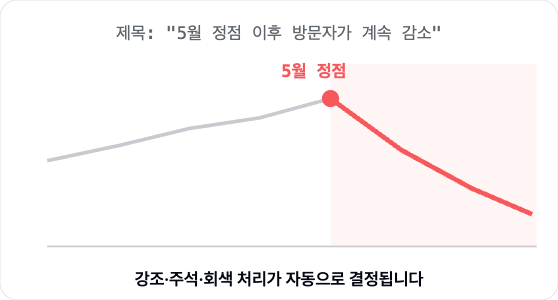 제목: "5월 정점 이후 방문자가 계속 감소"
5월 정점
강조·주석·회색 처리가 자동으로 결정됩니다